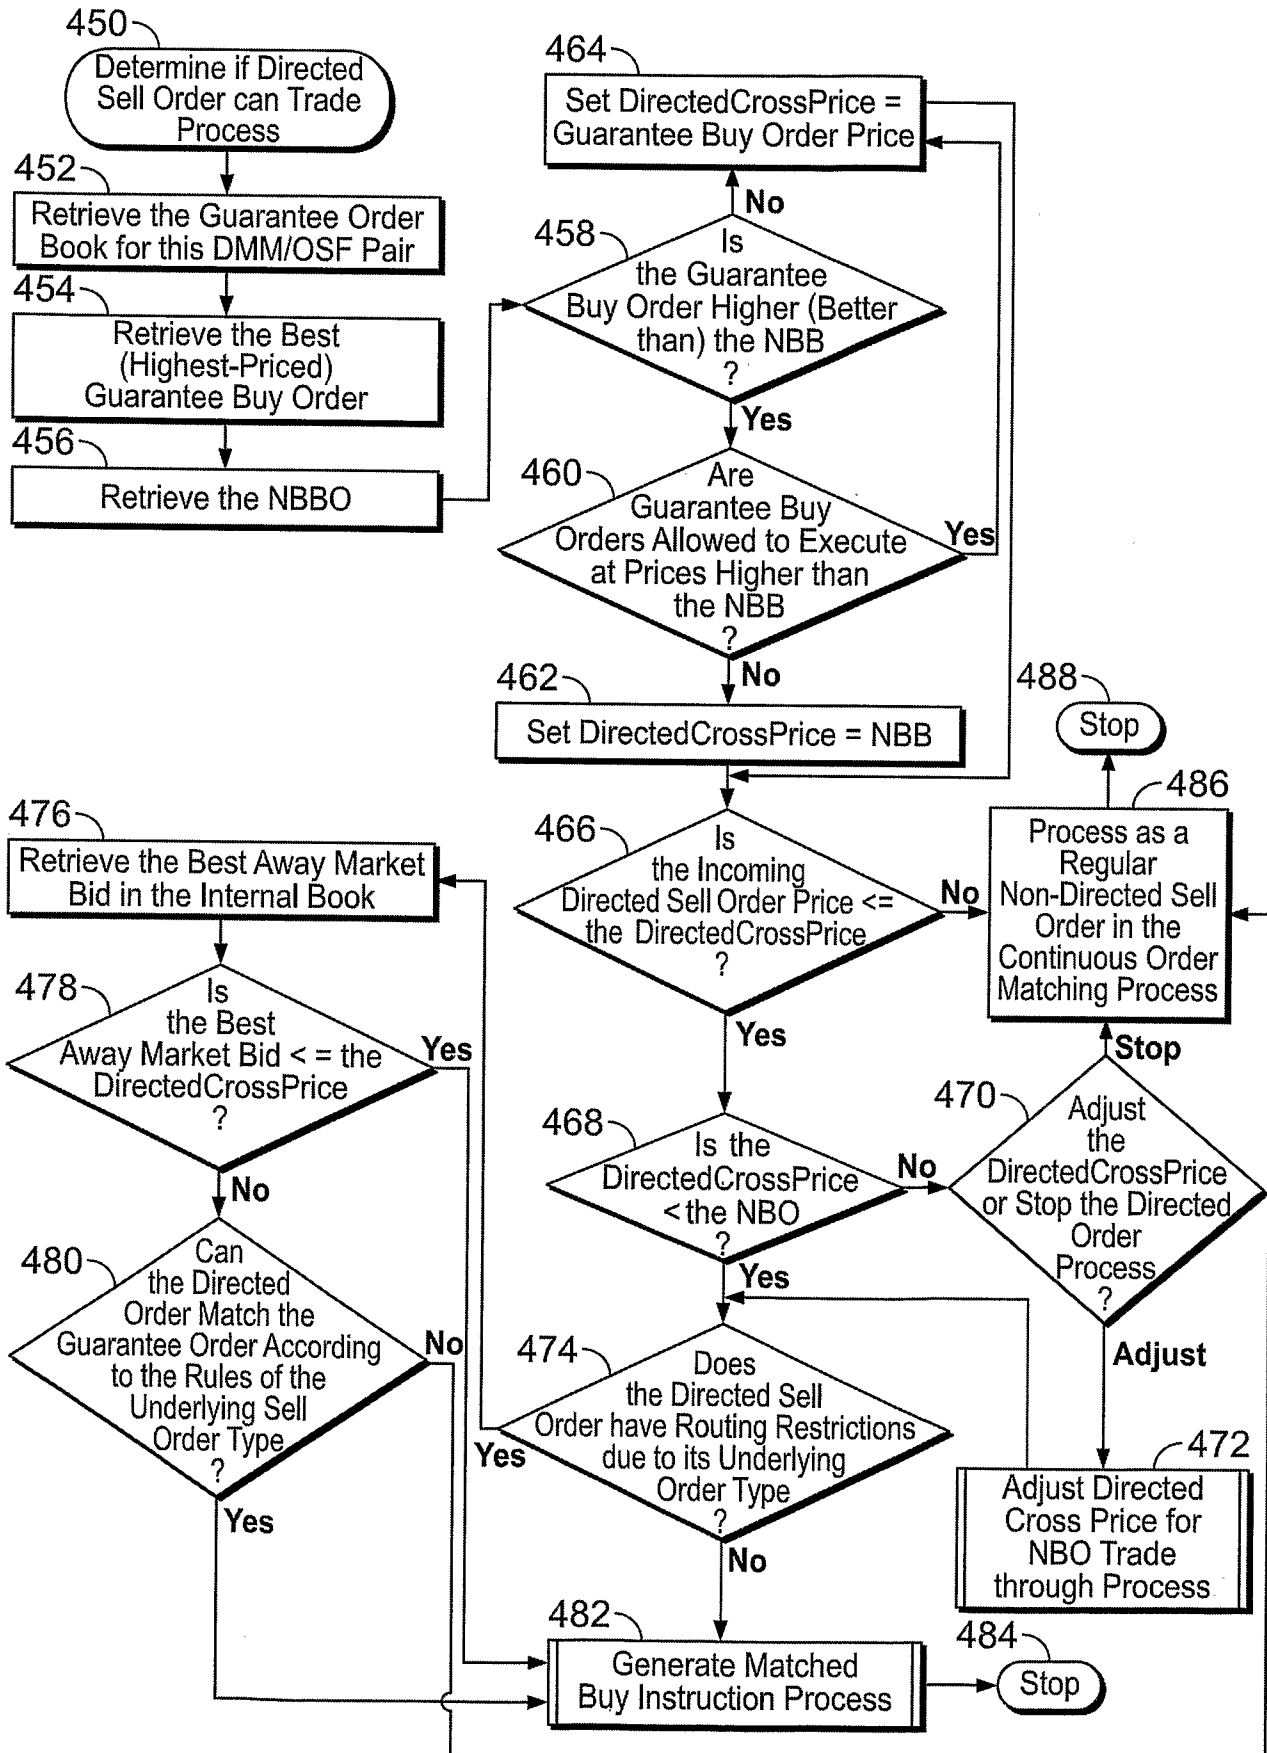 450
Determine if Directed
Sell Order can Trade
Process
452
Retrieve the Guarantee Order
Book for this DMM/OSF Pair
454
Retrieve the Best
(Highest-Priced)
Guarantee Buy Order
456
Retrieve the NBBO
464
Set DirectedCrossPrice =
Guarantee Buy Order Price
No
458
Is
the Guarantee
Buy Order Higher (Better
than) the NBB
?
Yes
460
Are
Guarantee Buy
Orders Allowed to Execute
at Prices Higher than
the NBB
?
Yes
No
462
Set DirectedCrossPrice = NBB
466
Is
the Incoming
Directed Sell Order Price <=
the DirectedCrossPrice
?
No
Yes
488
Stop
486
Process as a
Regular
Non-Directed Sell
Order in the
Continuous Order
Matching Process
Stop
468
Is the
DirectedCrossPrice
< the NBO
?
No
Yes
470
Adjust
the
DirectedCrossPrice
or Stop the Directed
Order
Process
?
Adjust
472
Adjust Directed
Cross Price for
NBO Trade
through Process
474
Does
the Directed Sell
Order have Routing Restrictions
due to its Underlying
Order Type
?
Yes
No
476
Retrieve the Best Away Market
Bid in the Internal Book
478
Is
the Best
Away Market Bid < = the
DirectedCrossPrice
?
Yes
No
480
Can
the Directed
Order Match the
Guarantee Order According
to the Rules of the
Underlying Sell
Order Type
?
No
Yes
482
Generate Matched
Buy Instruction Process
484
Stop